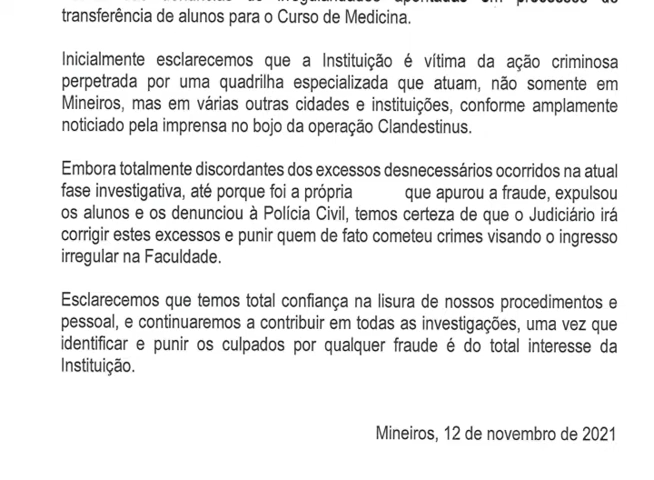 transferência de alunos para o Curso de Medicina.
Inicialmente esclarecemos que a Instituição é vítima da ação criminosa
perpetrada por uma quadrilha especializada que atuam, não somente em
Mineiros, mas em várias outras cidades e instituições, conforme amplamente
noticiado pela imprensa no bojo da operação Clandestinus.
Embora totalmente discordantes dos excessos desnecessários ocorridos na atual
fase investigativa, até porque foi a própria que apurou a fraude, expulsou
os alunos e os denunciou à Polícia Civil, temos certeza de que o Judiciário irá
corrigir estes excessos e punir quem de fato cometeu crimes visando o ingresso
irregular na Faculdade.
Esclarecemos que temos total confiança na lisura de nossos procedimentos e
pessoal, e continuaremos a contribuir em todas as investigações, uma vez que
identificar e punir os culpados por qualquer fraude é do total interesse da
Instituição.
Mineiros, 12 de novembro de 2021